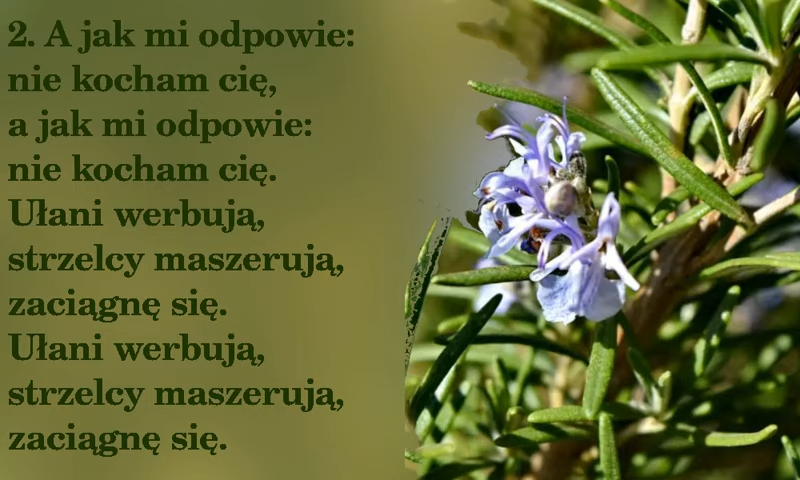 2. A jak mi odpowie:
nie kocham cię,
a jak mi odpowie:
nie kocham cię.
Ułani werbują,
strzelcy maszerują,
zaciągnę się.
Ułani werbują,
strzelcy maszerują,
zaciągnę się.